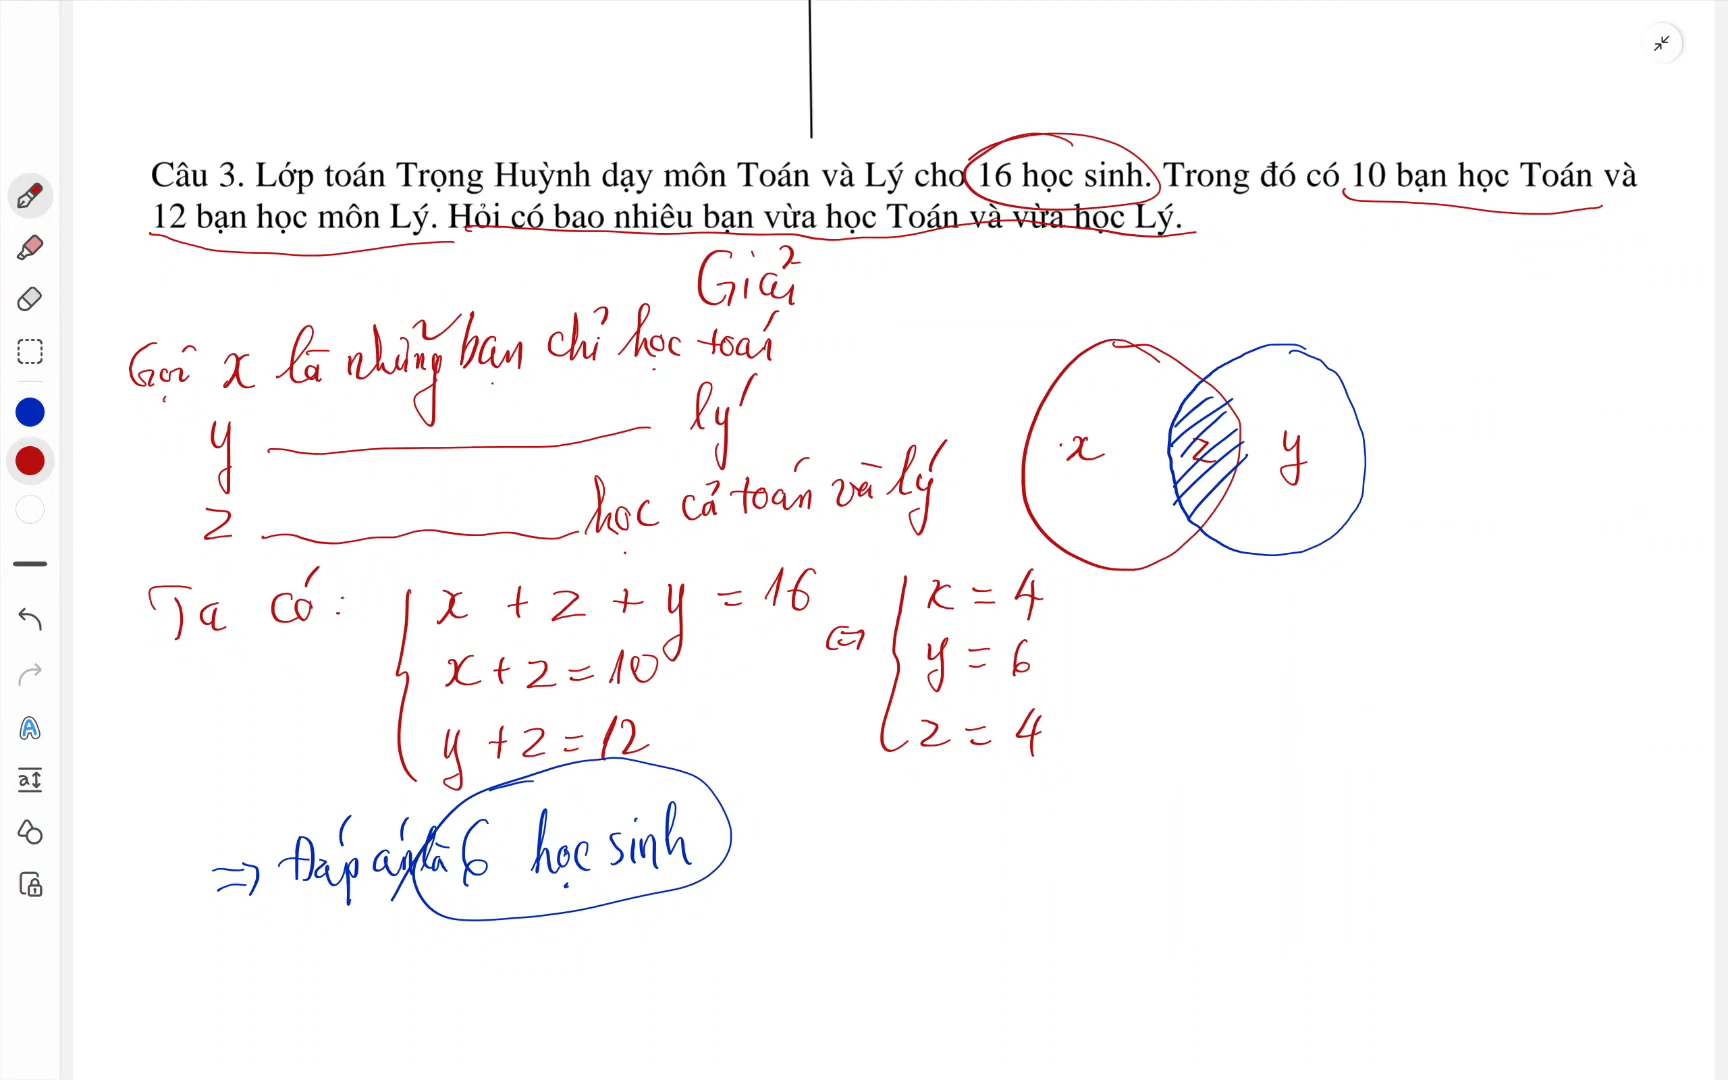 Câu 3. Lớp toán Trọng Huỳnh dạy môn Toán và Lý cho 16 học sinh. Trong đó có 10 bạn học Toán và
12 bạn học môn Lý. Hỏi có bao nhiêu bạn vừa học Toán và vừa học Lý.
Giải
Gọi x là những bạn chỉ học toán
y lý
z học cả toán và lý
x z y
Ta có: x + z + y = 16 ⇔ x = 4
x + z = 10 y = 6
y + z = 12 z = 4
⇒ Đáp án là 6 học sinh